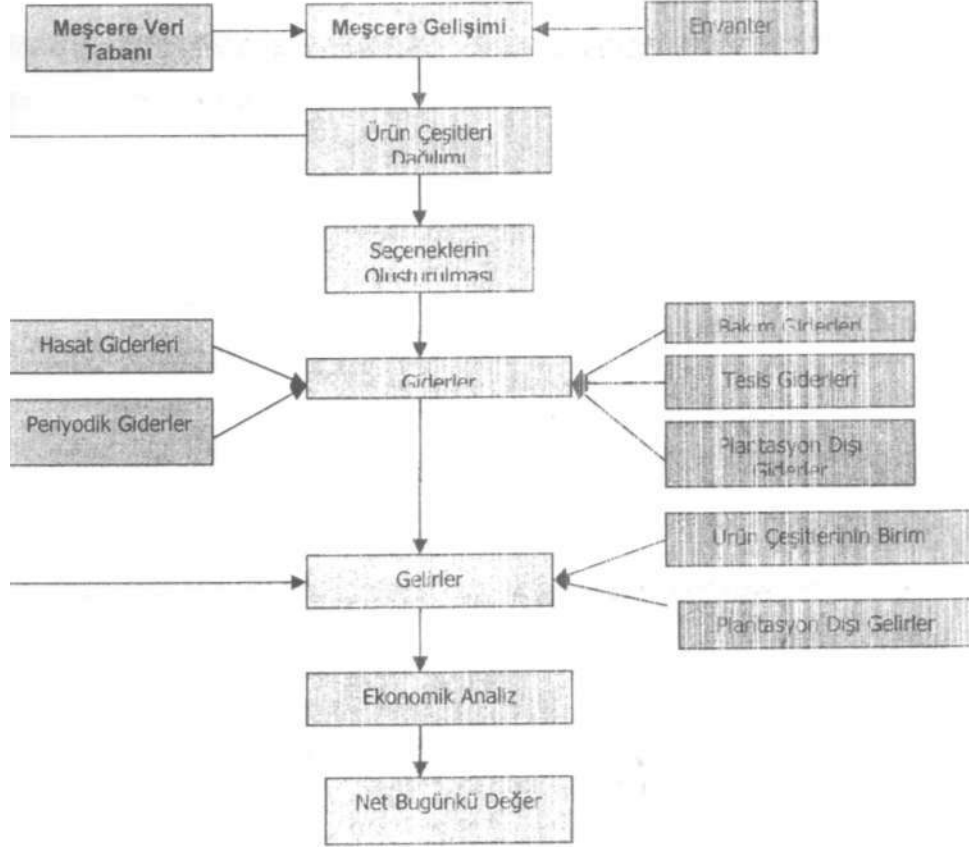 Meşcere Veri
Tabanı
Meşcere Gelişimi
Envanter
Ürün Çeşitleri
Dağılımı
Seçeneklerin
Oluşturulması
Hasat Giderleri
Periyodik Giderler
Giderler
Bakım Giderleri
Tesis Giderleri
Plantasyon Dışı
Giderler
Gelirler
Ürün Çeşitlerinin Birim
Plantasyon Dışı Gelirler
Ekonomik Analiz
Net Bugünkü Değer